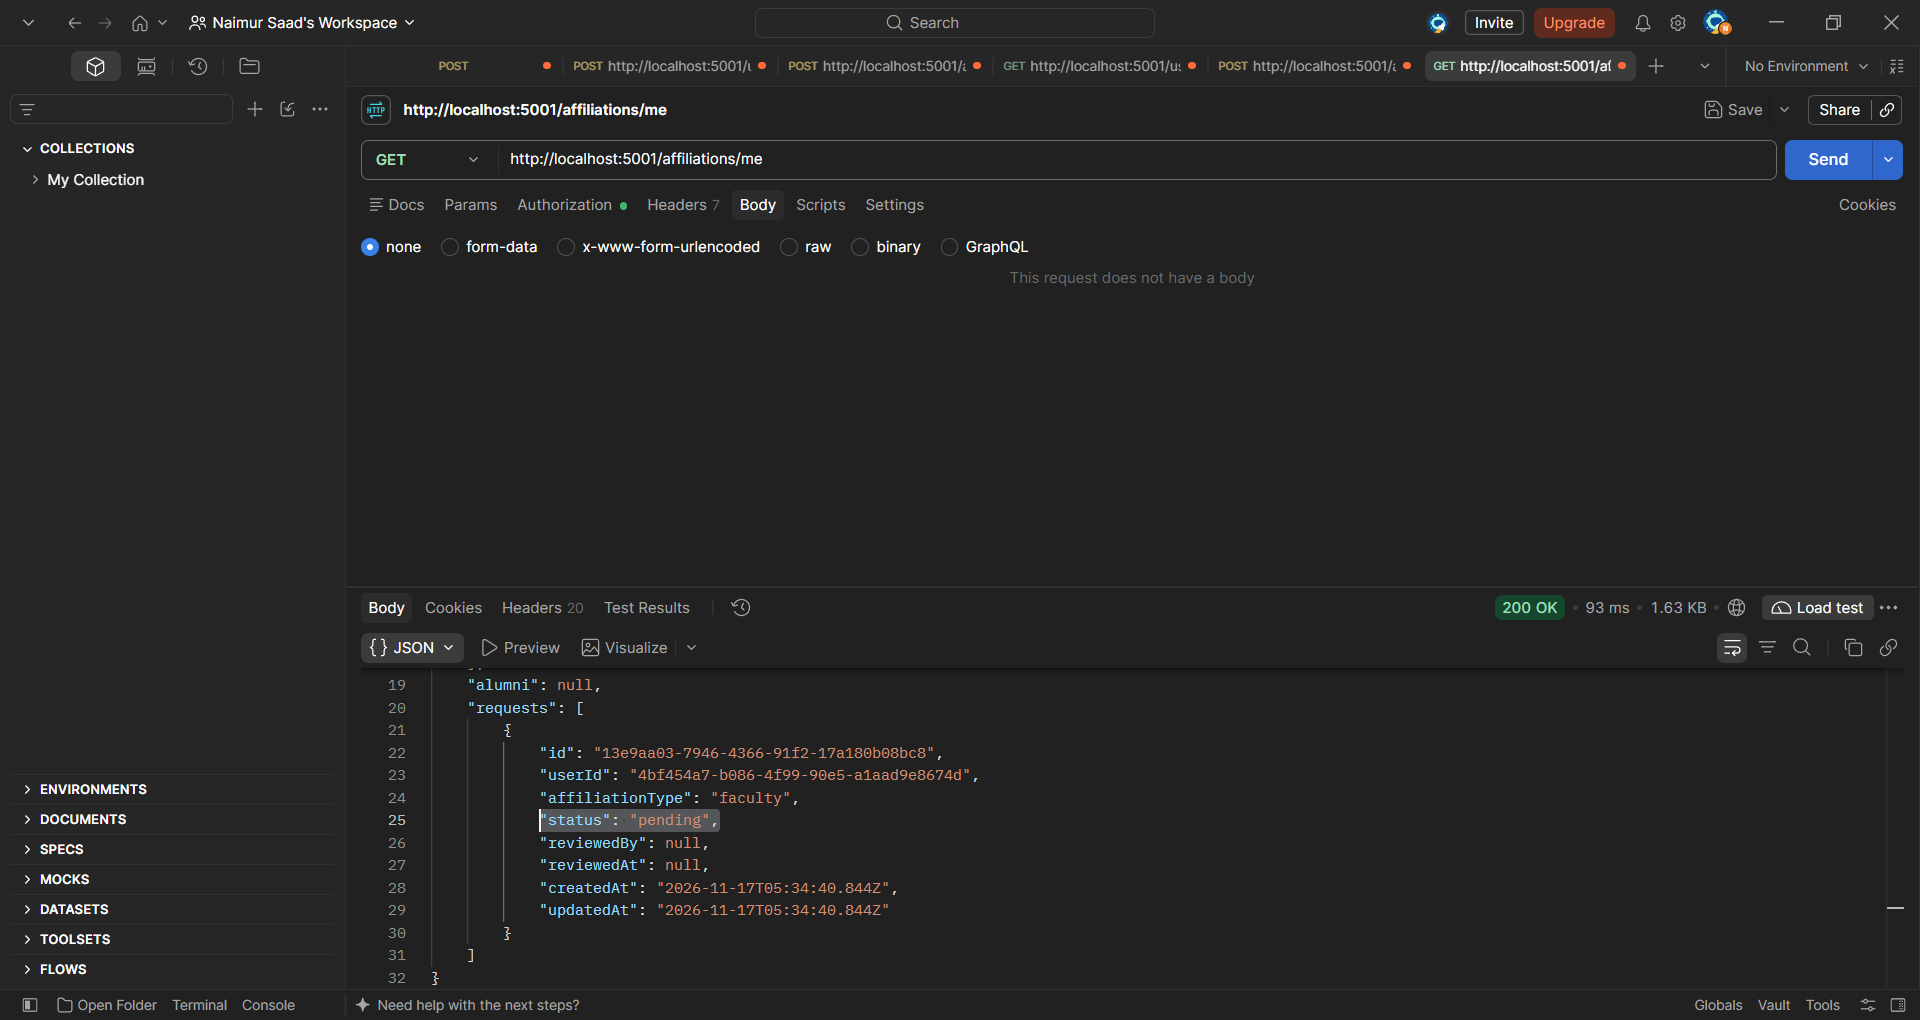 Naimur Saad's Workspace
Search
Invite
Upgrade
POST
POST http://localhost:5001/u
POST http://localhost:5001/a
GET http://localhost:5001/us
POST http://localhost:5001/a
GET http://localhost:5001/af
No Environment
HTTP
http://localhost:5001/affiliations/me
Save
Share
COLLECTIONS
My Collection
GET
http://localhost:5001/affiliations/me
Send
Docs
Params
Authorization
Headers 7
Body
Scripts
Settings
Cookies
none
form-data
x-www-form-urlencoded
raw
binary
GraphQL
This request does not have a body
Body
Cookies
Headers 20
Test Results
200 OK
93 ms
1.63 KB
Load test
{} JSON
Preview
Visualize
19 "alumni": null,
20 "requests": [
21 {
22 "id": "13e9aa03-7946-4366-91f2-17a180b08bc8",
23 "userId": "4bf454a7-b086-4f99-90e5-a1aad9e8674d",
24 "affiliationType": "faculty",
25 "status": "pending",
26 "reviewedBy": null,
27 "reviewedAt": null,
28 "createdAt": "2026-11-17T05:34:40.844Z",
29 "updatedAt": "2026-11-17T05:34:40.844Z"
30 }
31 ]
32 }
ENVIRONMENTS
DOCUMENTS
SPECS
MOCKS
DATASETS
TOOLSETS
FLOWS
Open Folder
Terminal
Console
Need help with the next steps?
Globals
Vault
Tools